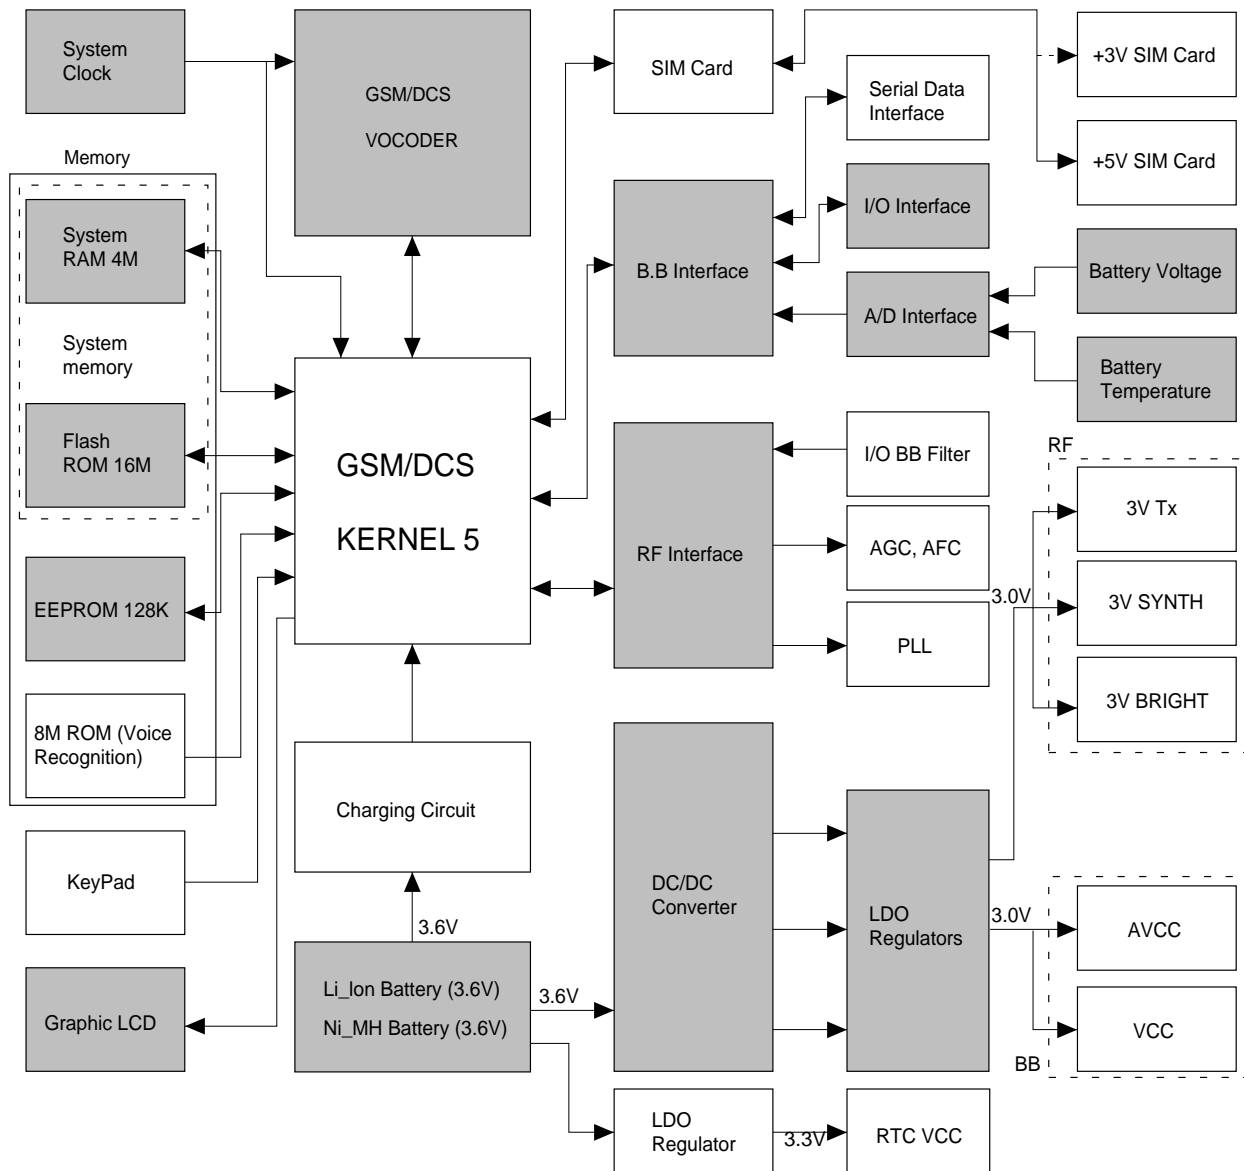 System
Clock
GSM/DCS
VOCODER
SIM Card
+3V SIM Card
Serial Data
Interface
+5V SIM Card
Memory
System
RAM 4M
I/O Interface
B.B Interface
Battery Voltage
A/D Interface
System
memory
Battery
Temperature
Flash
ROM 16M
GSM/DCS
KERNEL 5
I/O BB Filter
RF
3V Tx
RF Interface
AGC, AFC
3.0V
3V SYNTH
EEPROM 128K
PLL
3V BRIGHT
8M ROM (Voice
Recognition)
Charging Circuit
KeyPad
DC/DC
Converter
LDO
Regulators
3.0V
AVCC
3.6V
Li_Ion Battery (3.6V)
Ni_MH Battery (3.6V)
3.6V
Graphic LCD
VCC
BB
LDO
Regulator
3.3V
RTC VCC